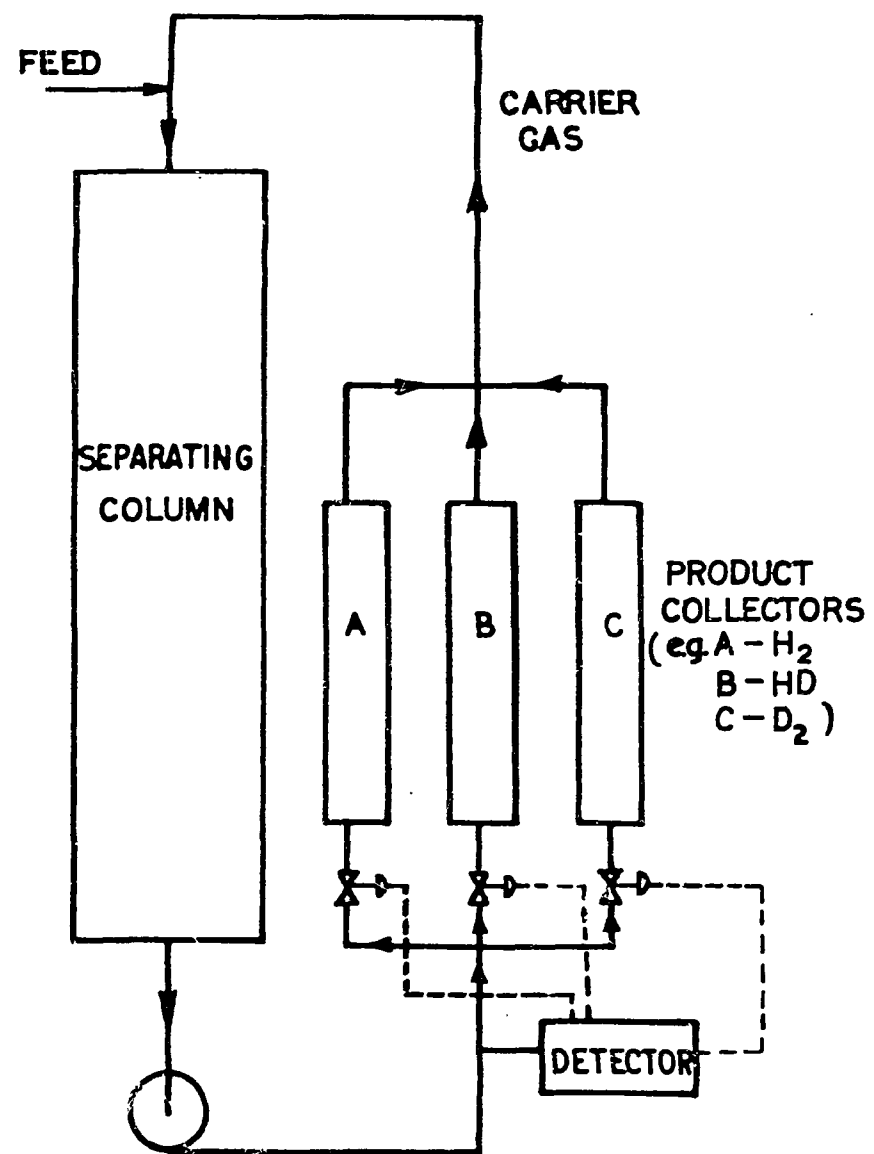 FEED
CARRIER
GAS
SEPARATING
COLUMN
A
B
C
PRODUCT
COLLECTORS
(e.g. A - H₂
B - HD
C - D₂ )
DETECTOR